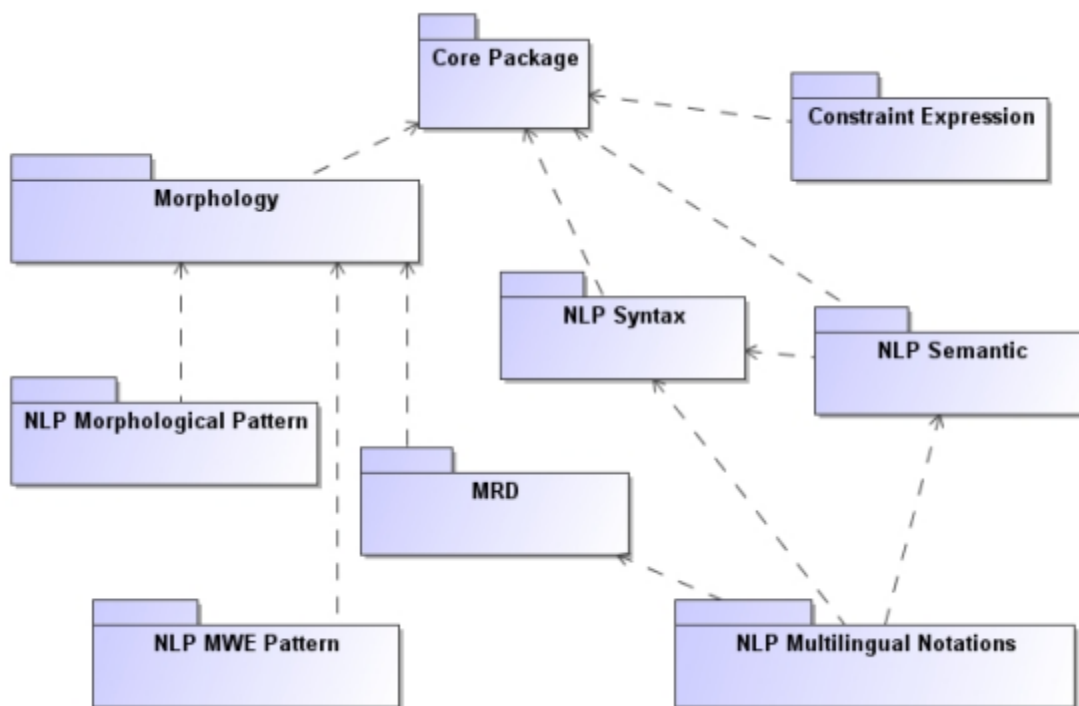 Core Package
Constraint Expression
Morphology
NLP Syntax
NLP Semantic
NLP Morphological Pattern
MRD
NLP MWE Pattern
NLP Multilingual Notations